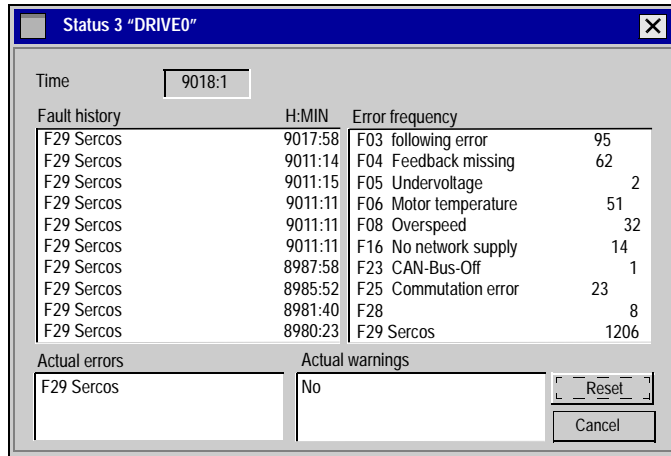 Status 3 “DRIVE0”
Time 9018:1
Fault history H:MIN Error frequency
F29 Sercos 9017:58 F03 following error 95
F29 Sercos 9011:14 F04 Feedback missing 62
F29 Sercos 9011:15 F05 Undervoltage 2
F29 Sercos 9011:11 F06 Motor temperature 51
F29 Sercos 9011:11 F08 Overspeed 32
F29 Sercos 9011:11 F16 No network supply 14
F29 Sercos 8987:58 F23 CAN-Bus-Off 1
F29 Sercos 8985:52 F25 Commutation error 23
F29 Sercos 8981:40 F28 8
F29 Sercos 8980:23 F29 Sercos 1206
Actual errors Actual warnings
F29 Sercos No Reset
Cancel